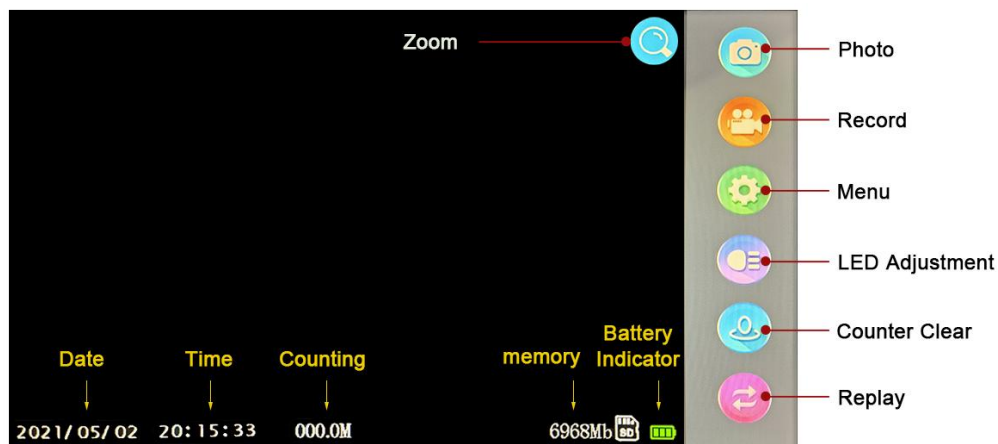 Zoom
Photo
Record
Menu
LED Adjustment
Counter Clear
Replay
Battery
Date Time Counting memory Indicator
2021/05/02 20:15:33 000.0M 6968Mb SD